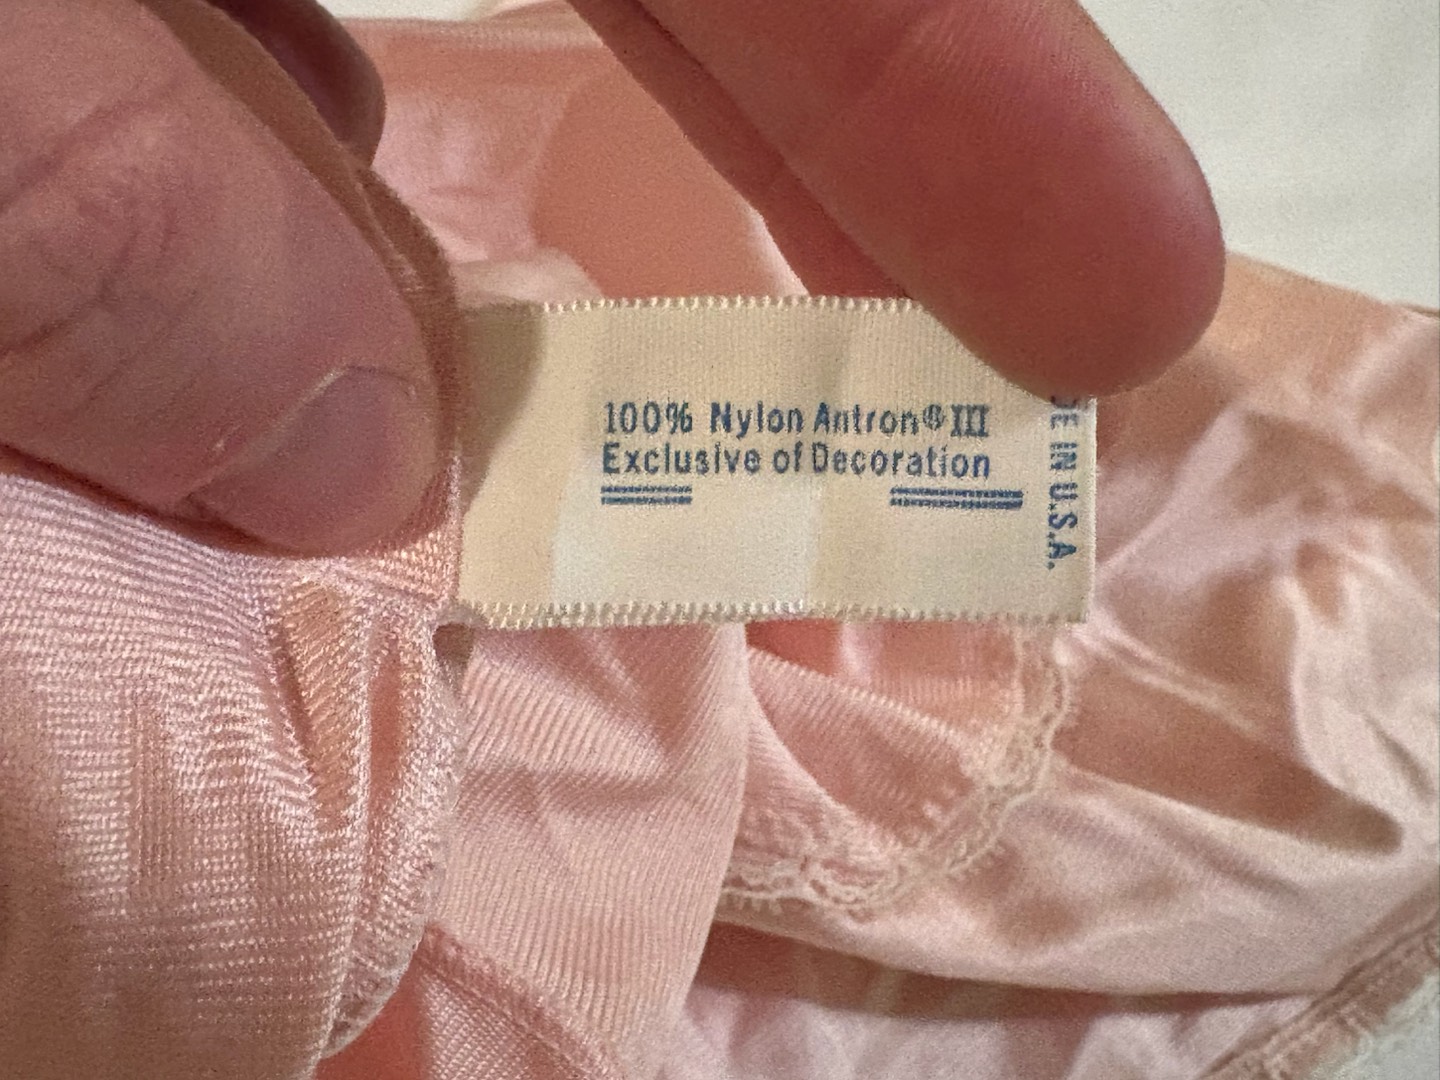 100% Nylon Antron® III
Exclusive of Decoration
IN U.S.A.